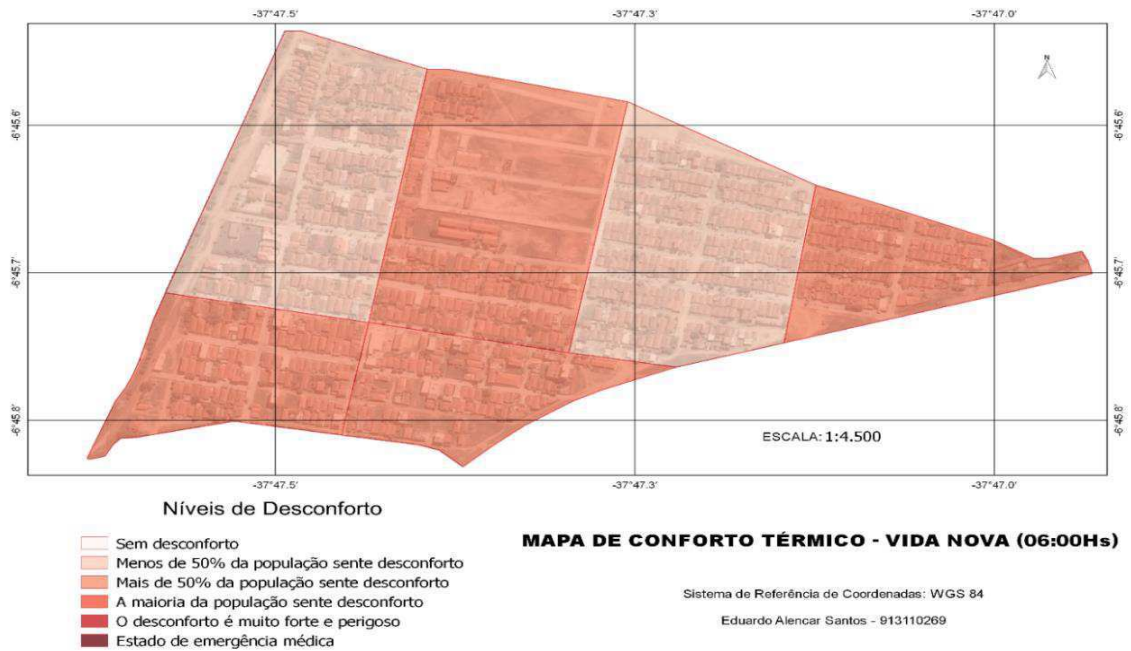 -37°47.5'
-37°47.3'
-37°47.0'
N
-6°45.6'
-6°45.6'
-6°45.7'
-6°45.7'
-6°45.8'
-6°45.8'
ESCALA: 1:4.500
-37°47.5'
-37°47.3'
-37°47.0'
Níveis de Desconforto
Sem desconforto
Menos de 50% da população sente desconforto
Mais de 50% da população sente desconforto
A maioria da população sente desconforto
O desconforto é muito forte e perigoso
Estado de emergência médica
MAPA DE CONFORTO TÉRMICO - VIDA NOVA (06:00Hs)
Sistema de Referência de Coordenadas: WGS 84
Eduardo Alencar Santos - 913110269